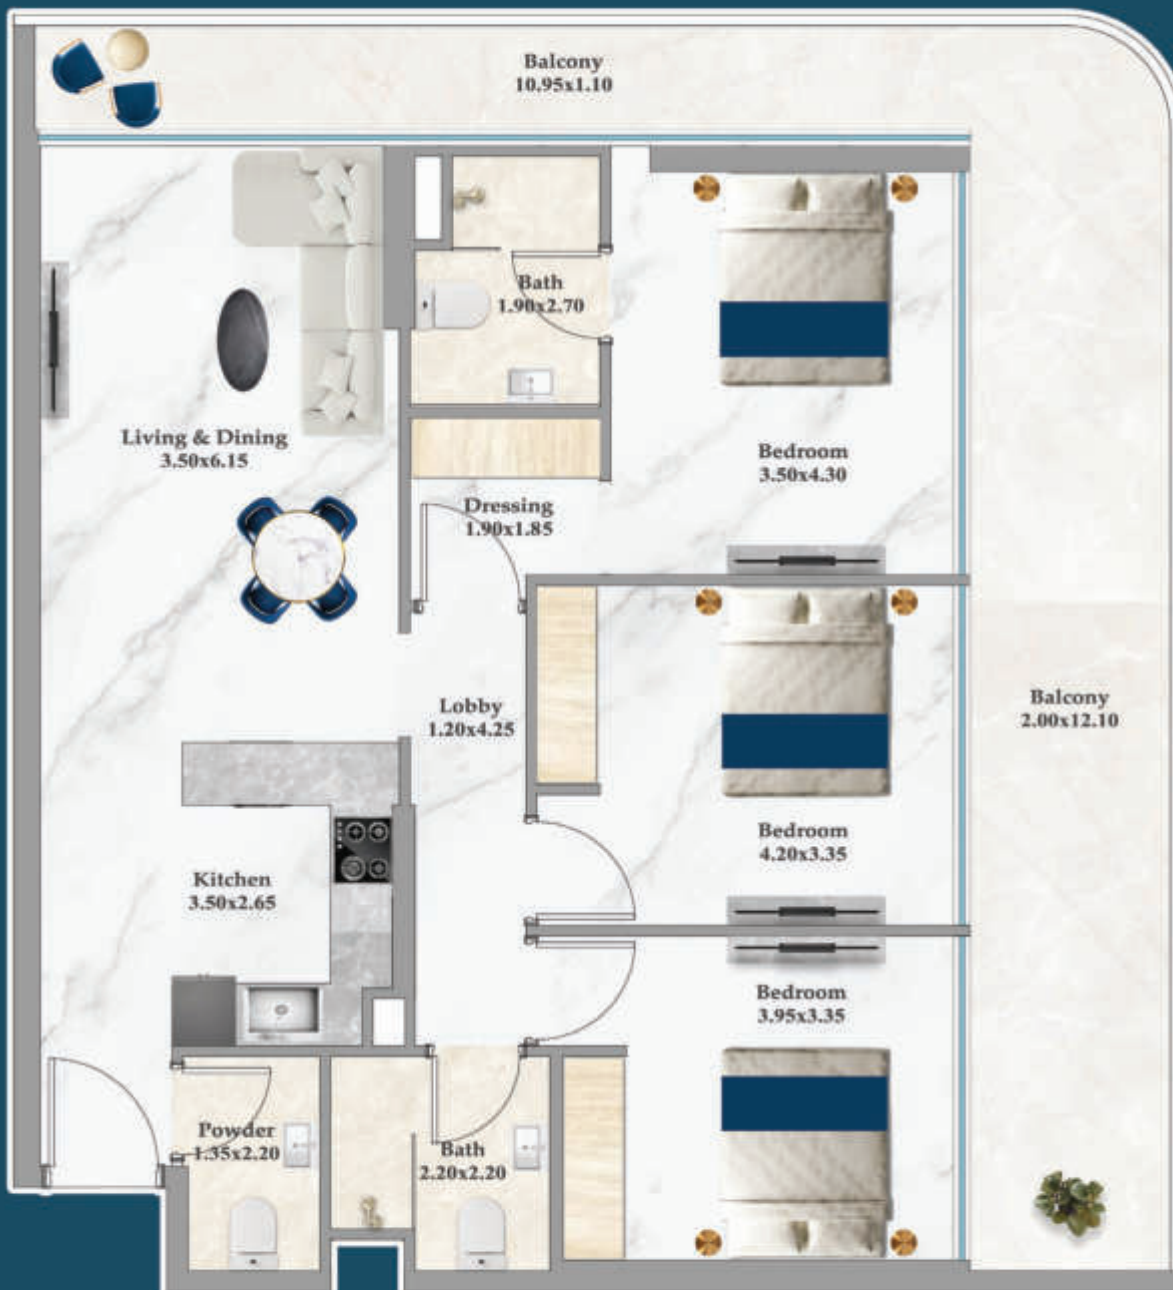 Balcony
10.95x1.10
Bath
1.90x2.70
Living & Dining
3.50x6.15
Bedroom
3.50x4.30
Dressing
1.90x1.85
Lobby
1.20x4.25
Balcony
2.00x12.10
Bedroom
4.20x3.35
Kitchen
3.50x2.65
Bedroom
3.95x3.35
Powder
1.35x2.20
Bath
2.20x2.20